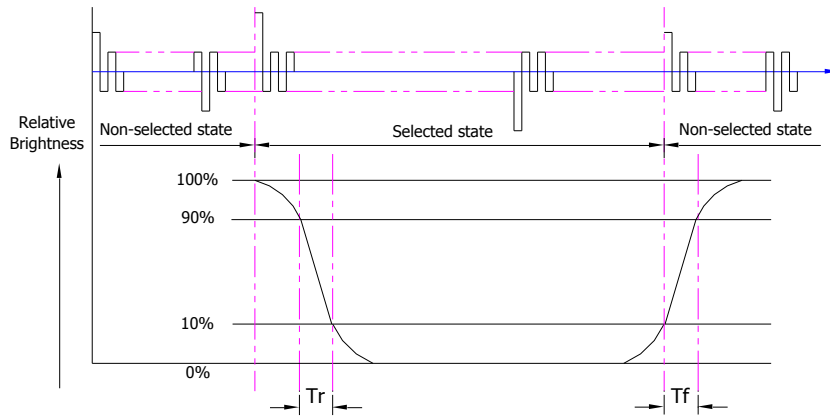 Relative
Brightness
Non-selected state
Selected state
Non-selected state
100%
90%
10%
0%
Tr
Tf